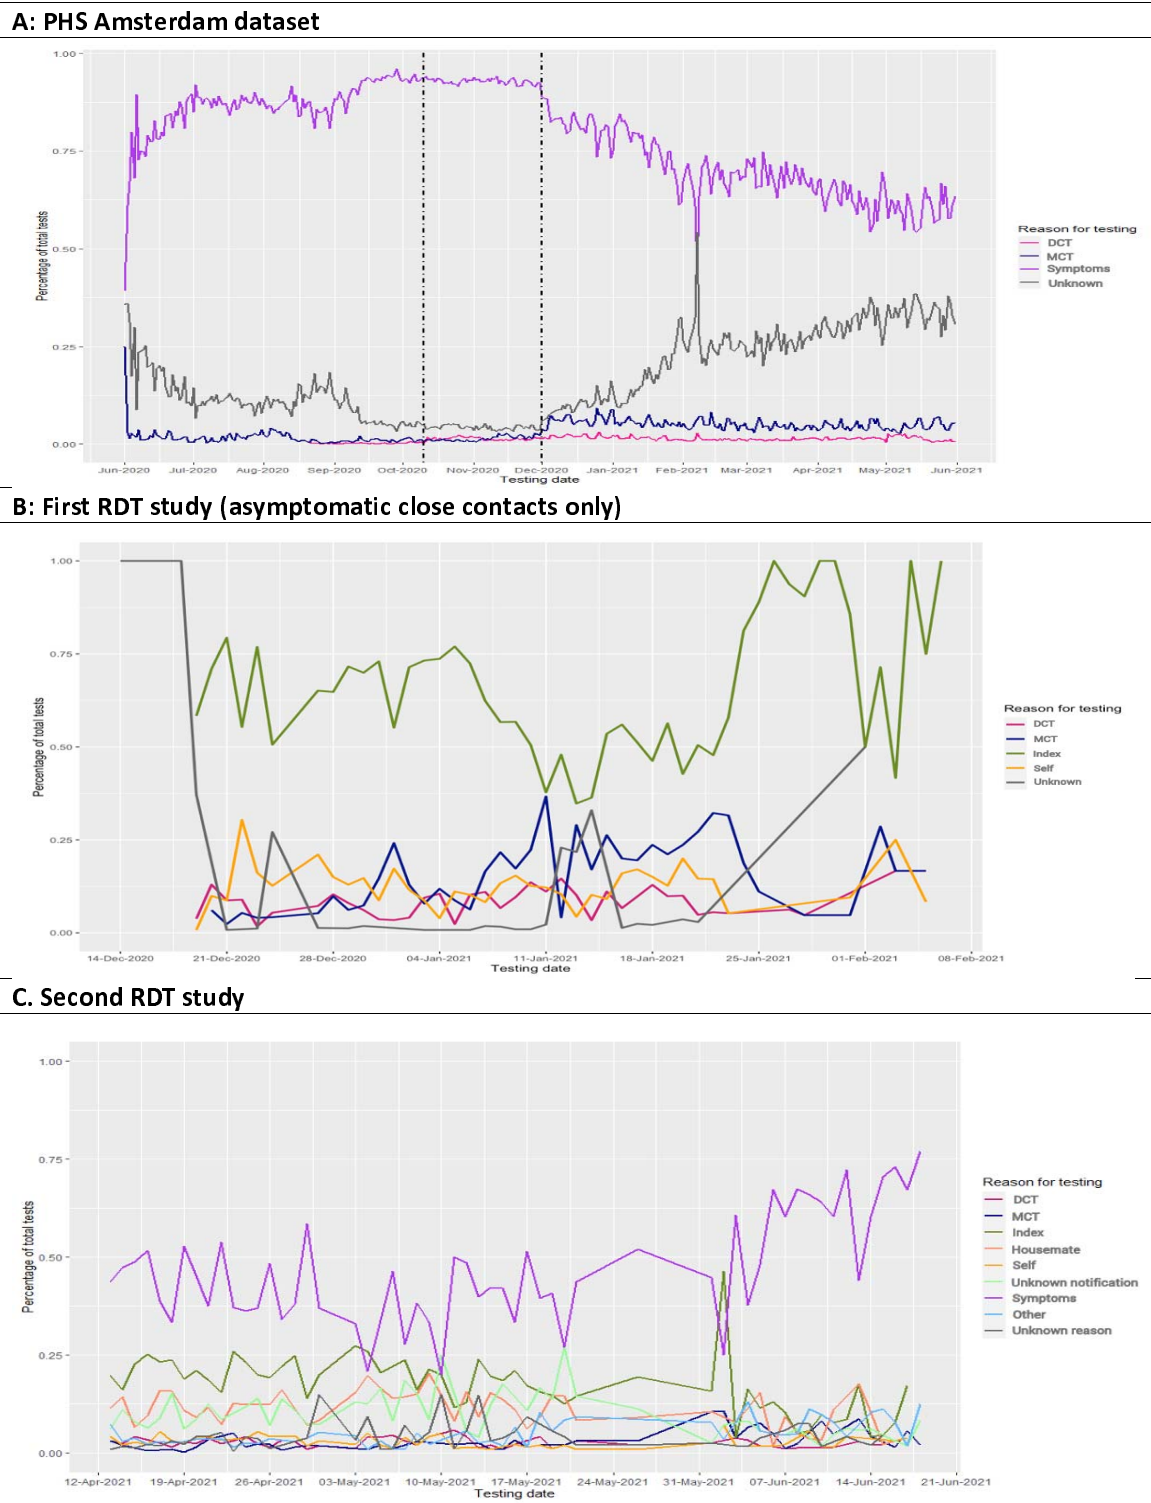 A: PHS Amsterdam dataset
1.00
0.75
0.50
0.25
0.00
Percentage of total tests
Jun-2020 Jul-2020 Aug-2020 Sep-2020 Oct-2020 Nov-2020 Dec-2020 Jan-2021 Feb-2021 Mar-2021 Apr-2021 May-2021 Jun-2021
Testing date
Reason for testing
DCT
MCT
Symptoms
Unknown
B: First RDT study (asymptomatic close contacts only)
1.00
0.75
0.50
0.25
0.00
Percentage of total tests
14-Dec-2020 21-Dec-2020 28-Dec-2020 04-Jan-2021 11-Jan-2021 18-Jan-2021 25-Jan-2021 01-Feb-2021 08-Feb-2021
Testing date
Reason for testing
DCT
MCT
Index
Self
Unknown
C. Second RDT study
1.00
0.75
0.50
0.25
0.00
Percentage of total tests
12-Apr-2021 19-Apr-2021 26-Apr-2021 03-May-2021 10-May-2021 17-May-2021 24-May-2021 31-May-2021 07-Jun-2021 14-Jun-2021 21-Jun-2021
Testing date
Reason for testing
DCT
MCT
Index
Housemate
Self
Unknown notification
Symptoms
Other
Unknown reason